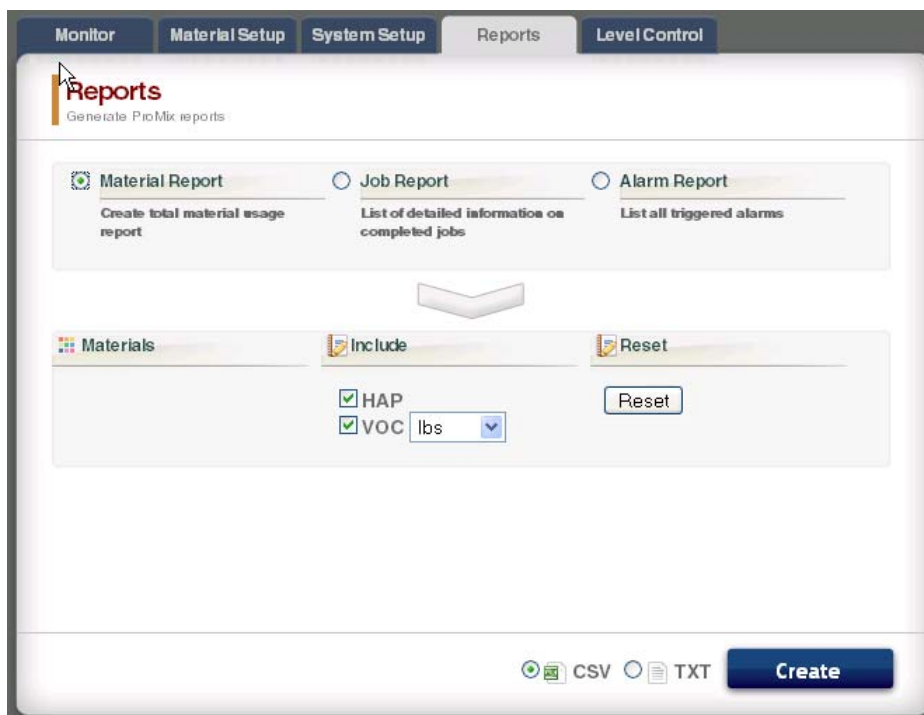 Monitor Material Setup System Setup Reports Level Control
Reports
Generate ProMix reports
Material Report Job Report Alarm Report
Create total material usage List of detailed information on List all triggered alarms
report completed jobs
Materials Include Reset
HAP Reset
VOC lbs
CSV TXT Create